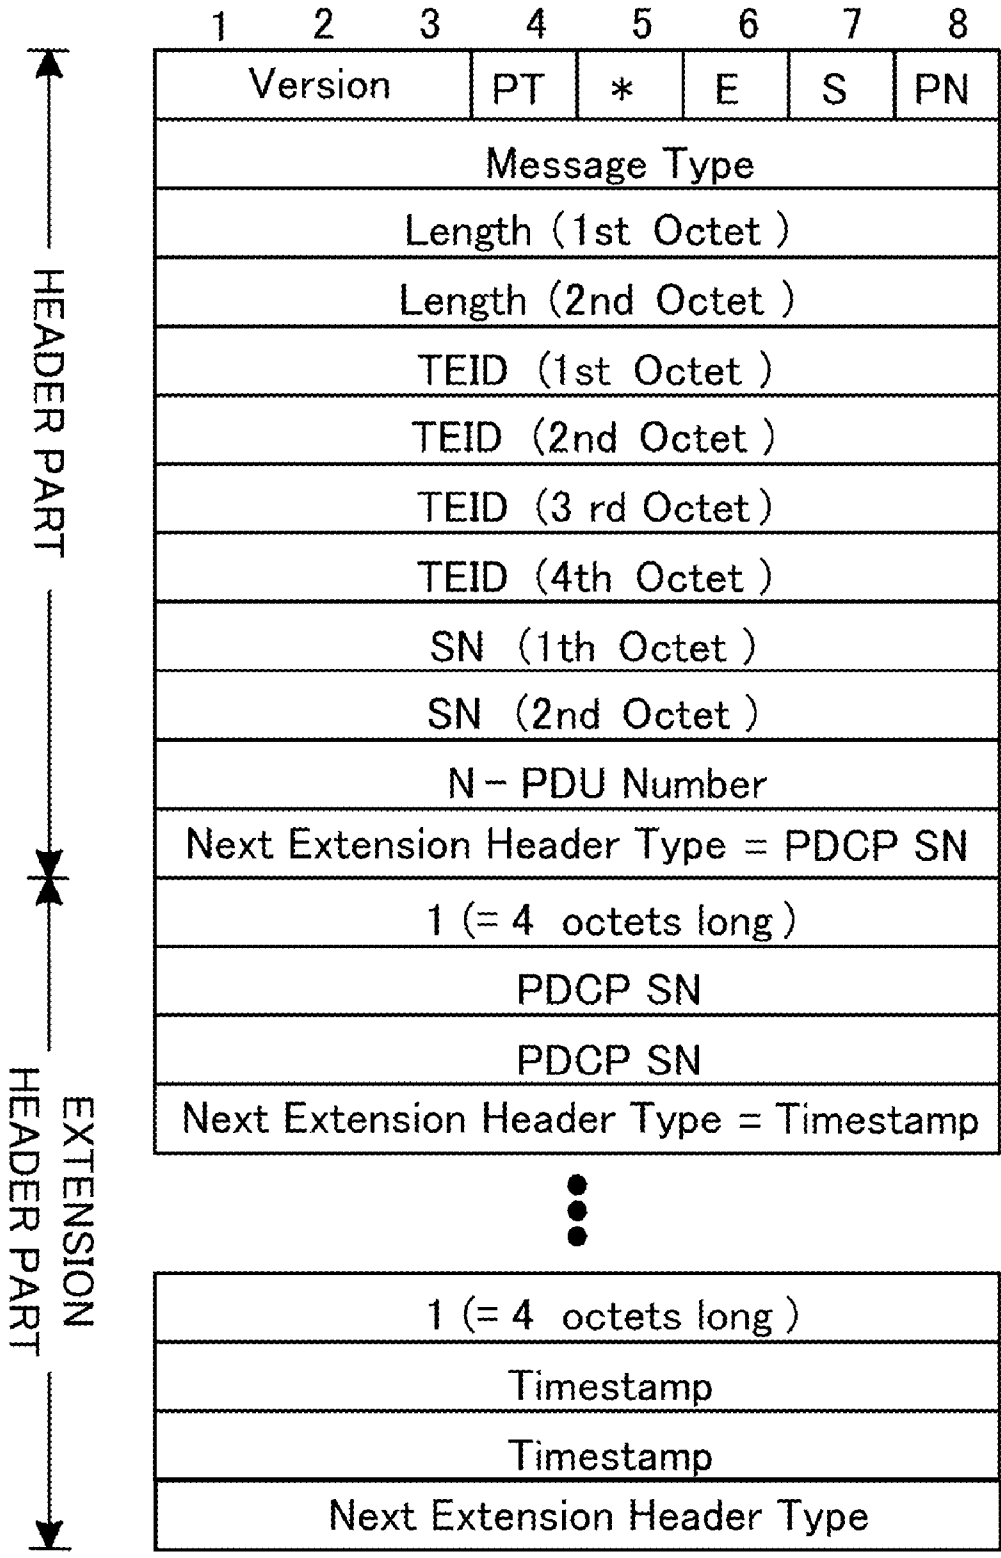 1 2 3 4 5 6 7 8
Version PT * E S PN
Message Type
Length (1st Octet )
Length (2nd Octet )
TEID (1st Octet )
TEID (2nd Octet )
TEID (3 rd Octet)
TEID (4th Octet )
SN (1th Octet )
SN (2nd Octet )
N－PDU Number
Next Extension Header Type = PDCP SN
HEADER PART
1 (= 4 octets long )
PDCP SN
PDCP SN
Next Extension Header Type = Timestamp
1 (= 4 octets long )
Timestamp
Timestamp
Next Extension Header Type
EXTENSION
HEADER PART